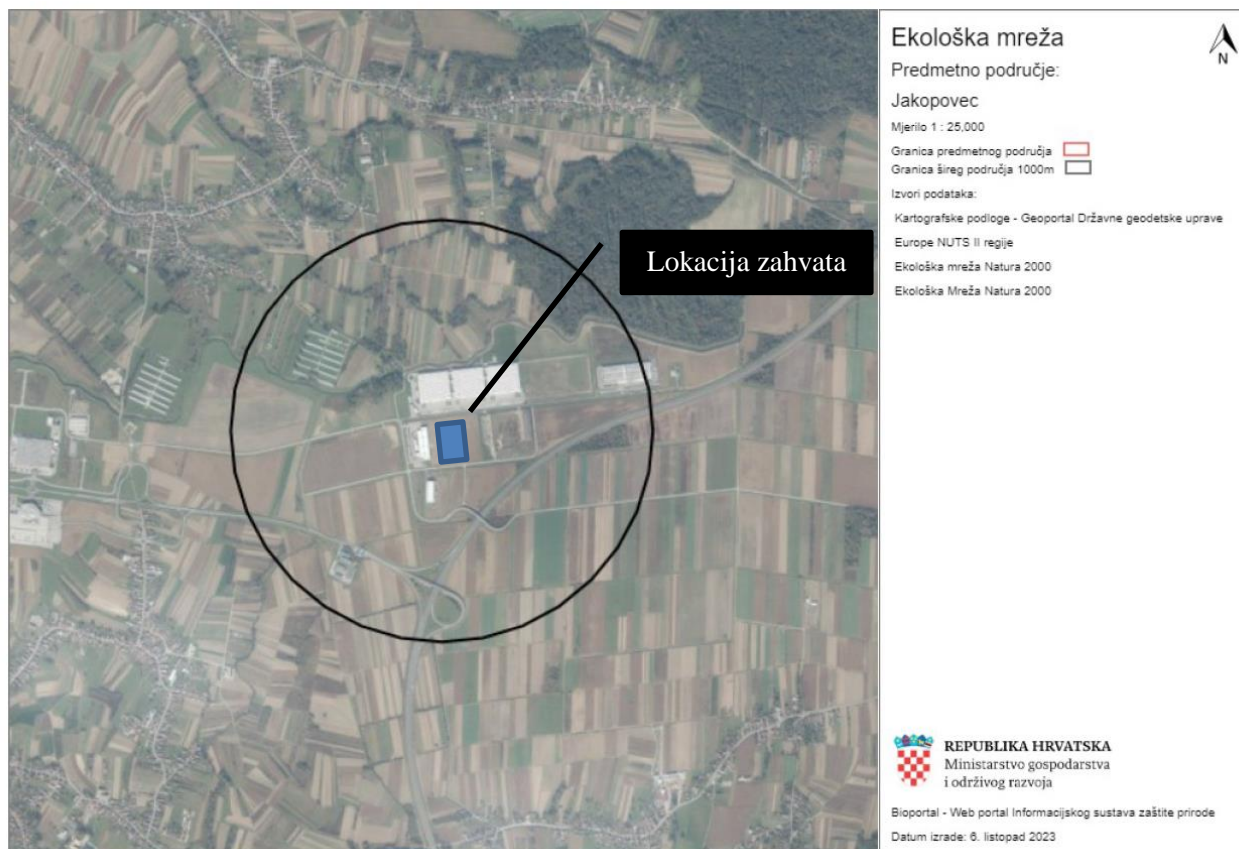 Lokacija zahvata
Ekološka mreža
N
Predmetno područje:
Jakopovec
Mjerilo 1 : 25,000
Granica predmetnog područja
Granica šireg područja 1000m
Izvori podataka:
Kartografske podloge - Geoportal Državne geodetske uprave
Europe NUTS II regije
Ekološka mreža Natura 2000
Ekološka Mreža Natura 2000
REPUBLIKA HRVATSKA
Ministarstvo gospodarstva
i održivog razvoja
Bioportal - Web portal Informacijskog sustava zaštite prirode
Datum izrade: 6. listopad 2023